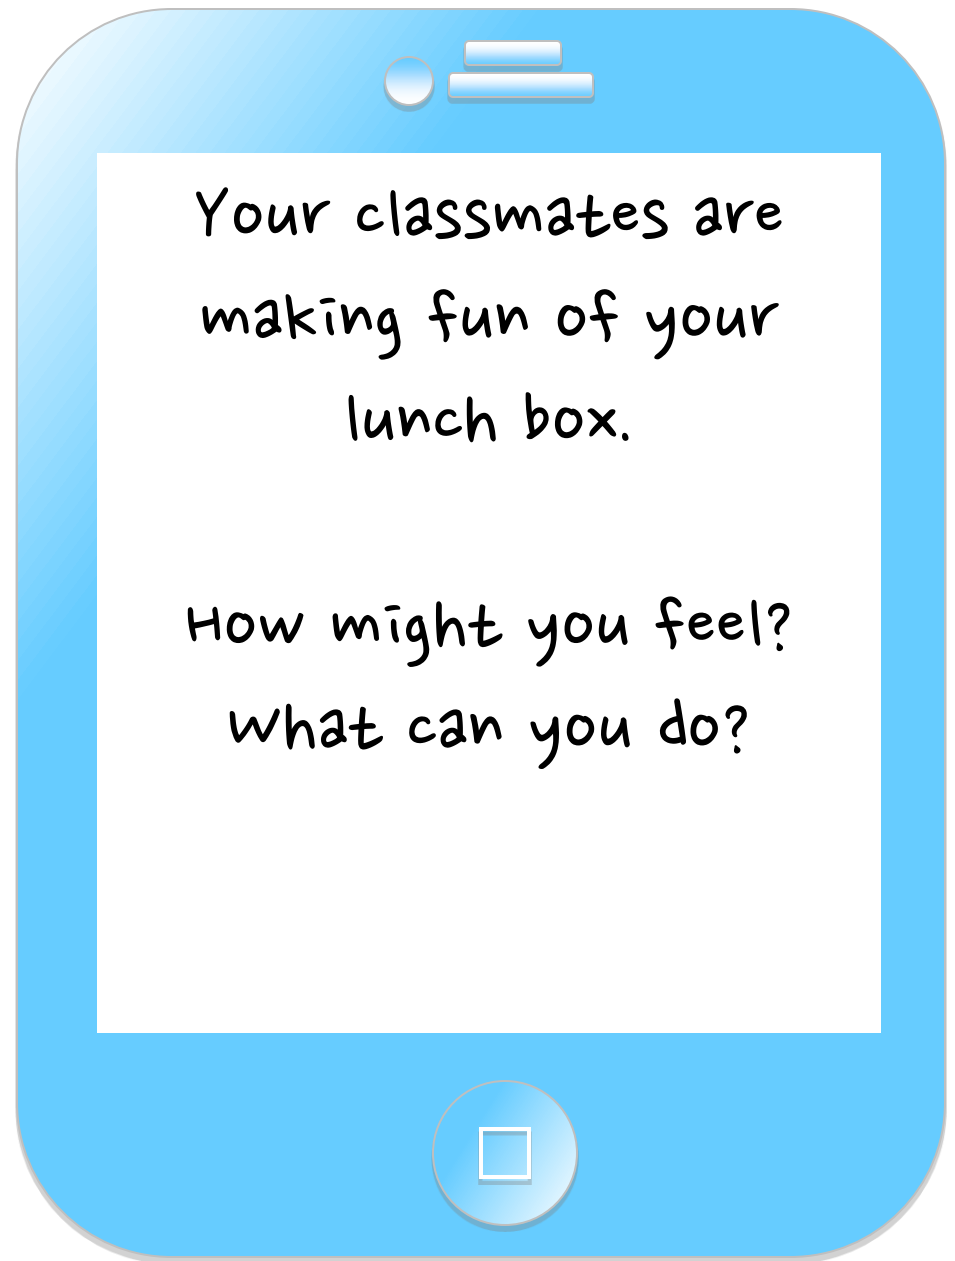 Your classmates are
making fun of your
lunch box.
How might you feel?
What can you do?